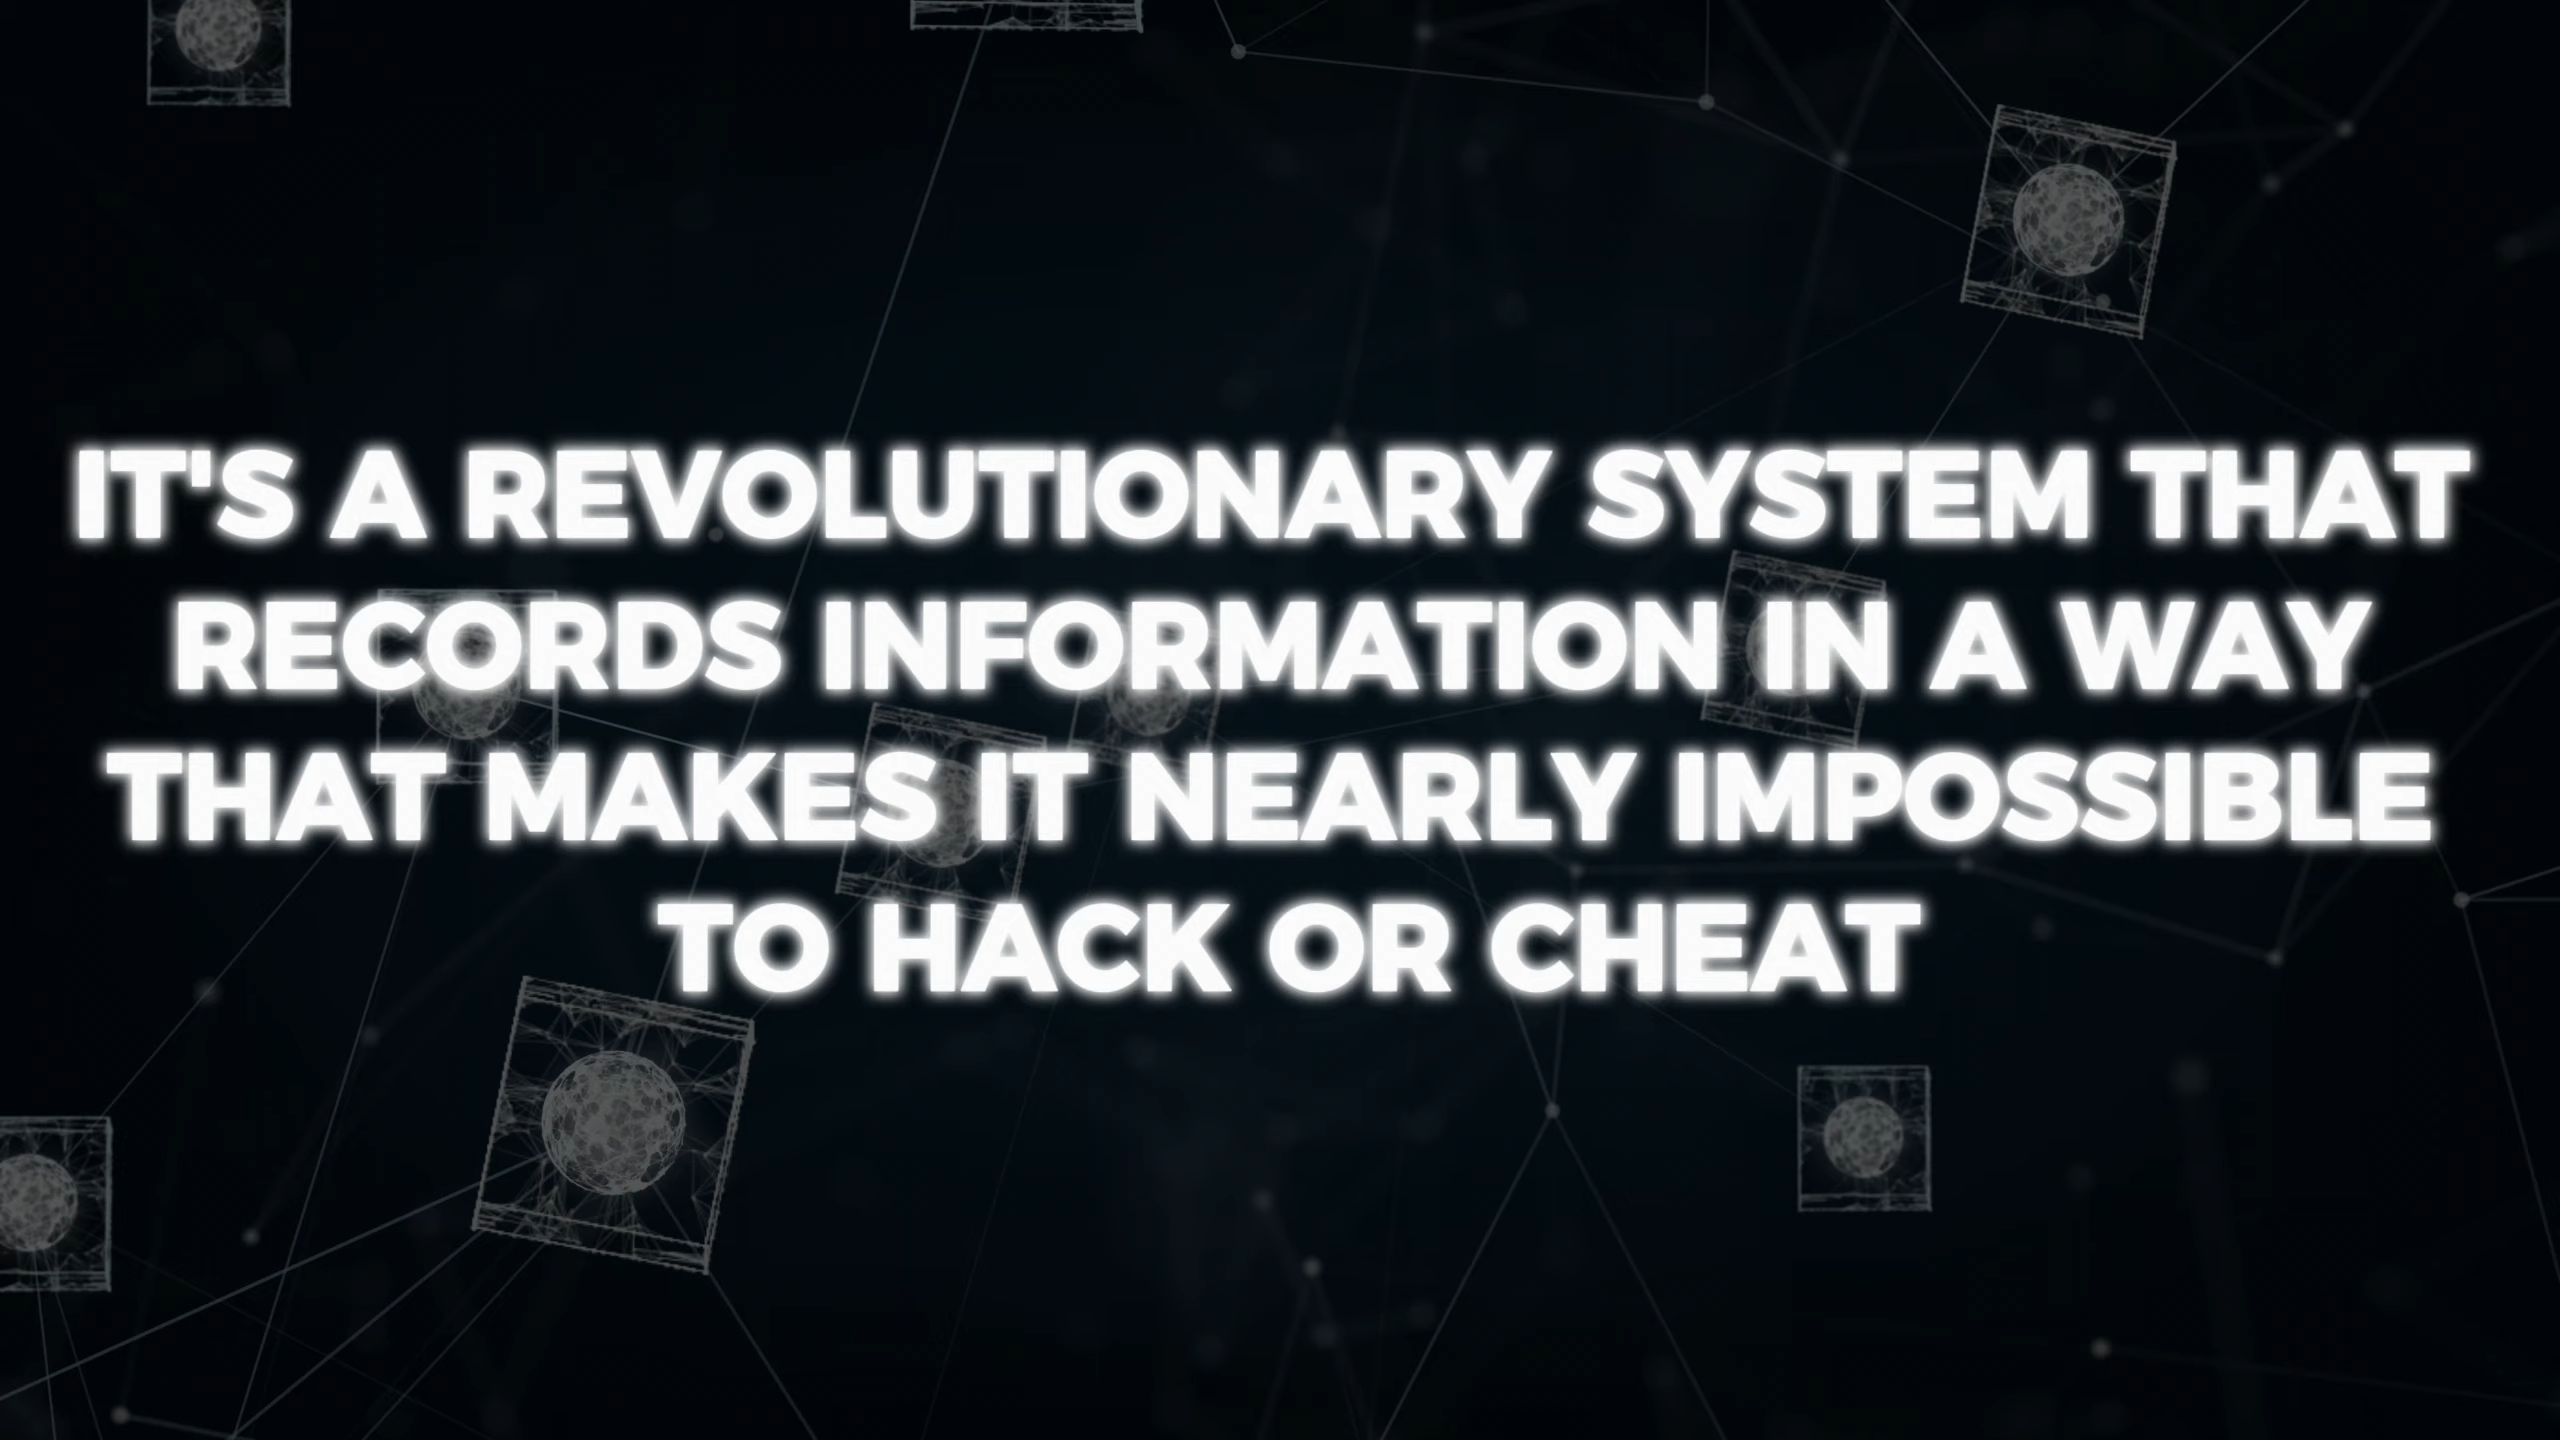 IT'S A REVOLUTIONARY SYSTEM THAT
RECORDS INFORMATION IN A WAY
THAT MAKES IT NEARLY IMPOSSIBLE
TO HACK OR CHEAT